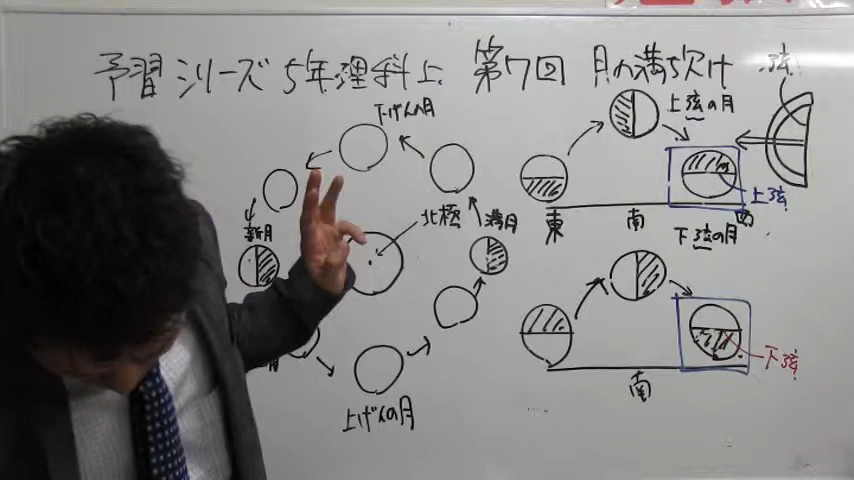 予習シリーズ5年理科上 第7回 月の満ち欠け
弦
下げんの月
上弦の月
北極
満月
新月
上弦
東
南
西
下弦の月
月
下弦
上げんの月
南